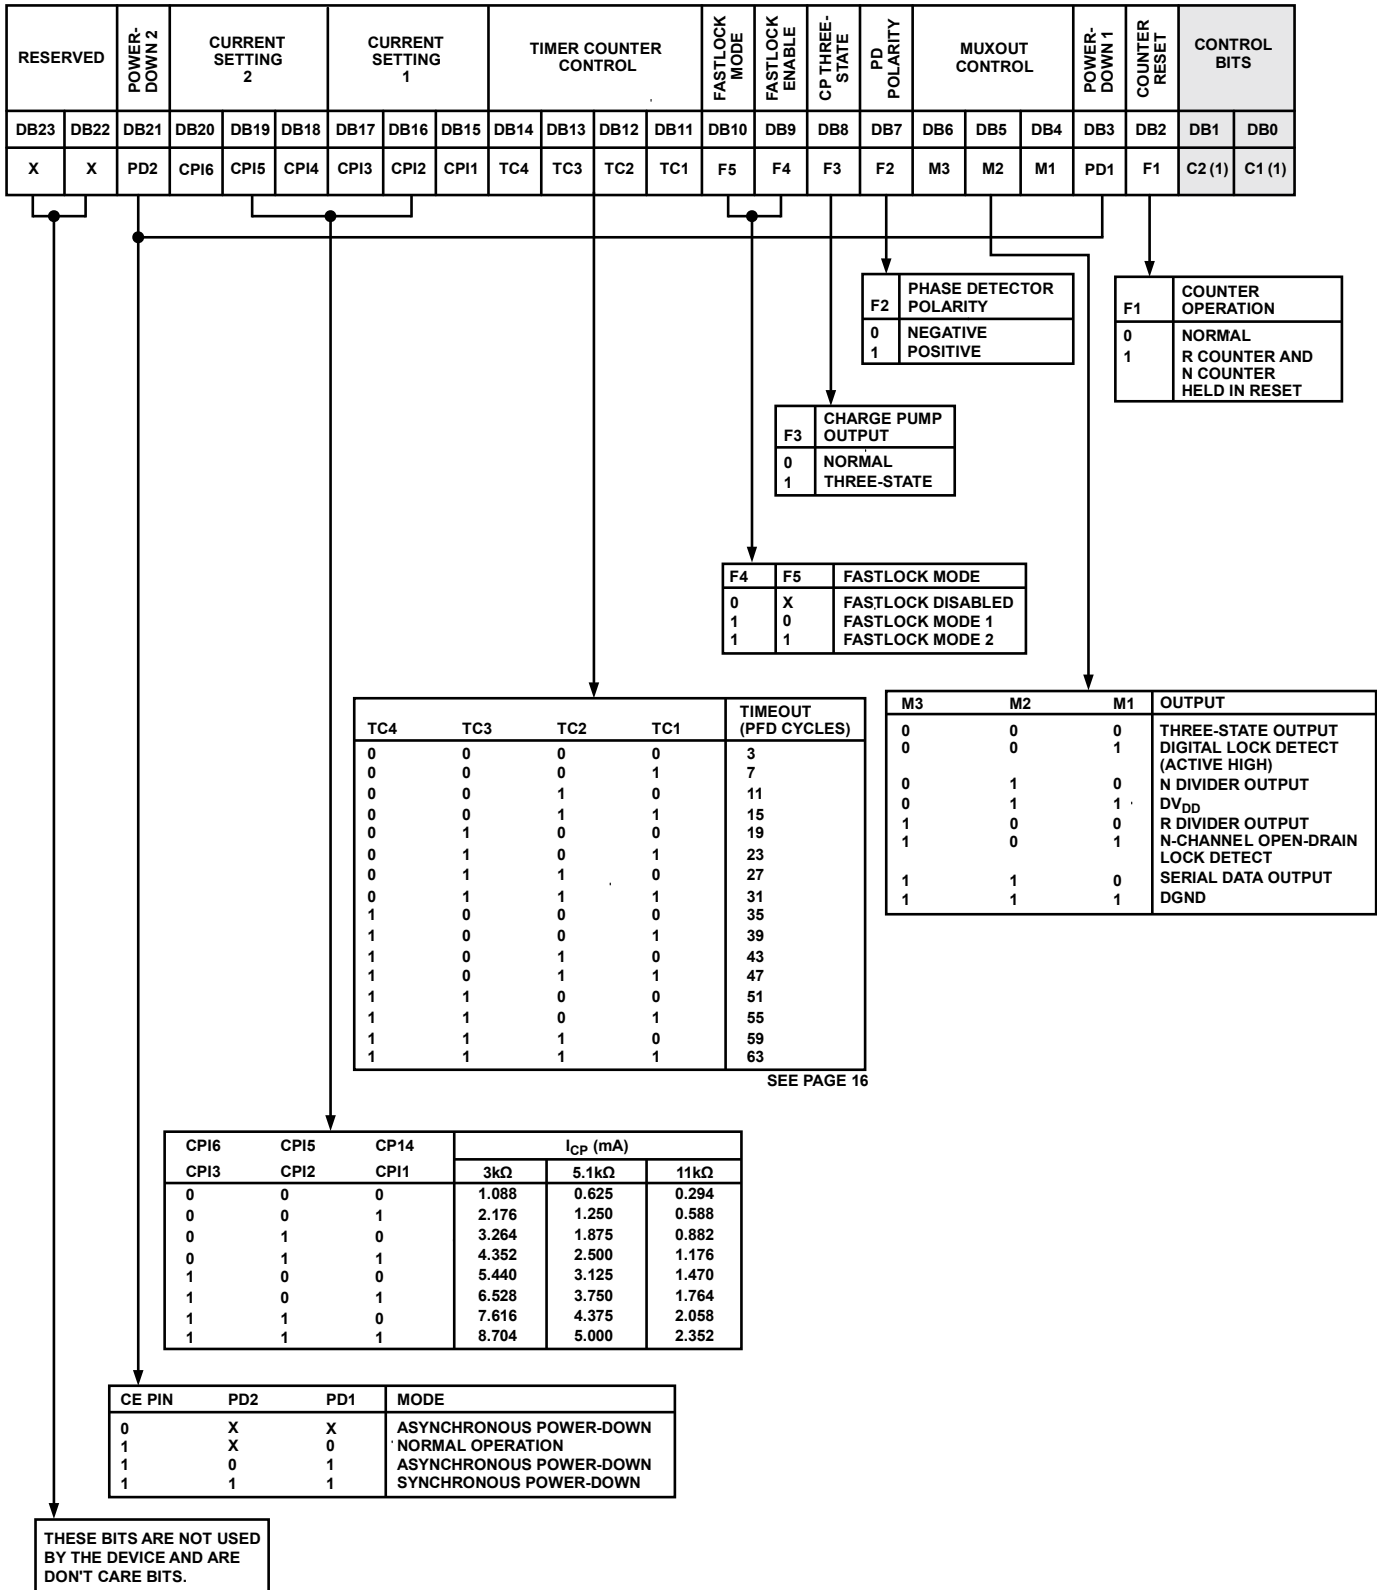 RESERVED
POWER-
DOWN 2
CURRENT
SETTING
2
CURRENT
SETTING
1
TIMER COUNTER
CONTROL
FASTLOCK
MODE
FASTLOCK
ENABLE
CP THREE-
STATE
PD
POLARITY
MUXOUT
CONTROL
POWER-
DOWN 1
COUNTER
RESET
CONTROL
BITS
DB23 DB22 DB21 DB20 DB19 DB18 DB17 DB16 DB15 DB14 DB13 DB12 DB11 DB10 DB9 DB8 DB7 DB6 DB5 DB4 DB3 DB2 DB1 DB0
X X PD2 CPI6 CPI5 CPI4 CPI3 CPI2 CPI1 TC4 TC3 TC2 TC1 F5 F4 F3 F2 M3 M2 M1 PD1 F1 C2 (1) C1 (1)
F2 PHASE DETECTOR
POLARITY
0 NEGATIVE
1 POSITIVE
F1 COUNTER
OPERATION
0 NORMAL
1 R COUNTER AND
N COUNTER
HELD IN RESET
F3 CHARGE PUMP
OUTPUT
0 NORMAL
1 THREE-STATE
F4 F5 FASTLOCK MODE
0 X FASTLOCK DISABLED
1 0 FASTLOCK MODE 1
1 1 FASTLOCK MODE 2
TC4 TC3 TC2 TC1 TIMEOUT
(PFD CYCLES)
0 0 0 0 3
0 0 0 1 7
0 0 1 0 11
0 0 1 1 15
0 1 0 0 19
0 1 0 1 23
0 1 1 0 27
0 1 1 1 31
1 0 0 0 35
1 0 0 1 39
1 0 1 0 43
1 0 1 1 47
1 1 0 0 51
1 1 0 1 55
1 1 1 0 59
1 1 1 1 63
SEE PAGE 16
M3 M2 M1 OUTPUT
0 0 0 THREE-STATE OUTPUT
0 0 1 DIGITAL LOCK DETECT
(ACTIVE HIGH)
0 1 0 N DIVIDER OUTPUT
0 1 1 DVDD
1 0 0 R DIVIDER OUTPUT
1 0 1 N-CHANNEL OPEN-DRAIN
LOCK DETECT
1 1 0 SERIAL DATA OUTPUT
1 1 1 DGND
CPI6 CPI5 CP14 ICP (mA)
CPI3 CPI2 CPI1 3kΩ 5.1kΩ 11kΩ
0 0 0 1.088 0.625 0.294
0 0 1 2.176 1.250 0.588
0 1 0 3.264 1.875 0.882
0 1 1 4.352 2.500 1.176
1 0 0 5.440 3.125 1.470
1 0 1 6.528 3.750 1.764
1 1 0 7.616 4.375 2.058
1 1 1 8.704 5.000 2.352
CE PIN PD2 PD1 MODE
0 X X ASYNCHRONOUS POWER-DOWN
1 X 0 NORMAL OPERATION
1 0 1 ASYNCHRONOUS POWER-DOWN
1 1 1 SYNCHRONOUS POWER-DOWN
THESE BITS ARE NOT USED
BY THE DEVICE AND ARE
DON'T CARE BITS.